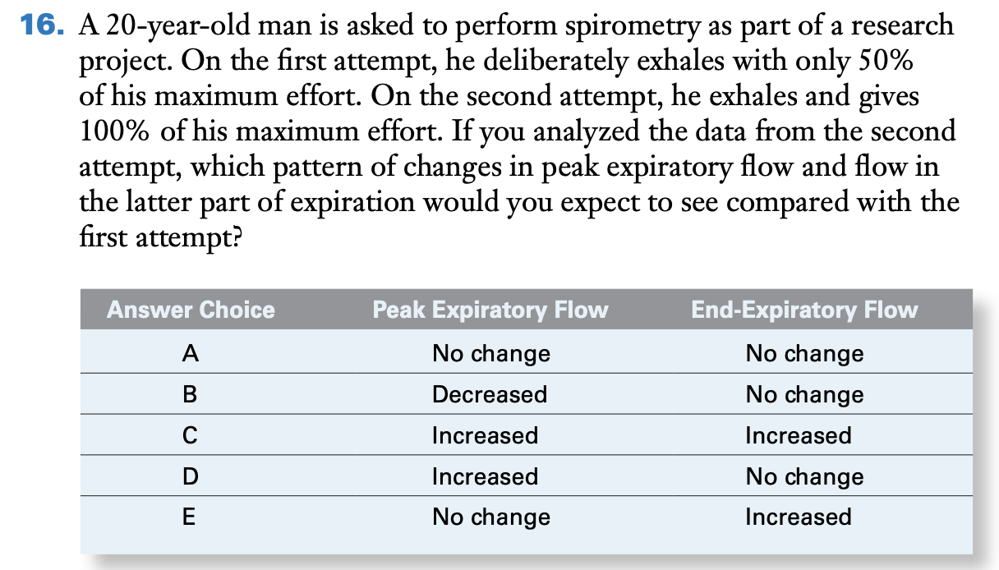 16. A 20-year-old man is asked to perform spirometry as part of a research
project. On the first attempt, he deliberately exhales with only 50%
of his maximum effort. On the second attempt, he exhales and gives
100% of his maximum effort. If you analyzed the data from the second
attempt, which pattern of changes in peak expiratory flow and flow in
the latter part of expiration would you expect to see compared with the
first attempt?
Answer Choice Peak Expiratory Flow End-Expiratory Flow
A No change No change
B Decreased No change
C Increased Increased
D Increased No change
E No change Increased